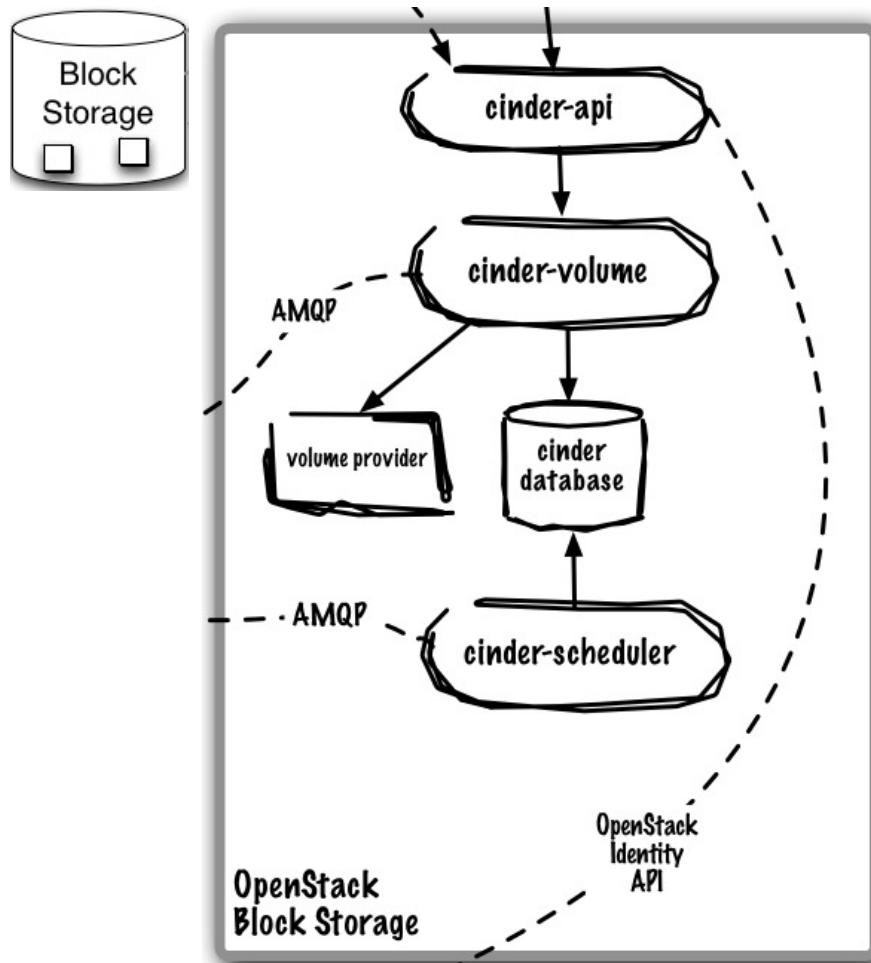 Block
Storage
cinder-api
cinder-volume
AMQP
volume provider
cinder
database
AMQP
cinder-scheduler
OpenStack
Identity
API
OpenStack
Block Storage